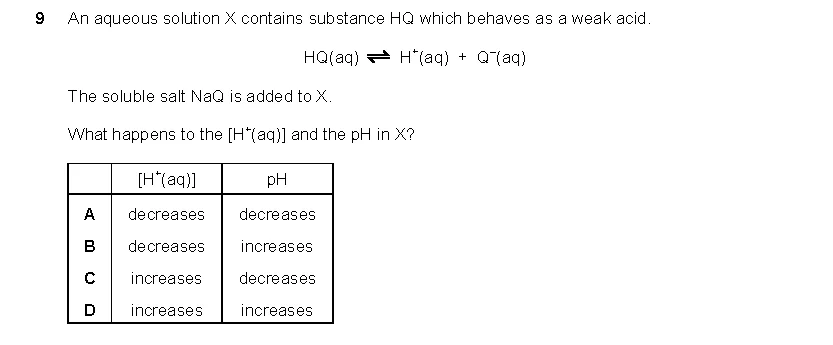 9 An aqueous solution X contains substance HQ which behaves as a weak acid.
HQ(aq) ⇌ H⁺(aq) + Q⁻(aq)
The soluble salt NaQ is added to X.
What happens to the [H⁺(aq)] and the pH in X?
[H⁺(aq)] pH
A decreases decreases
B decreases increases
C increases decreases
D increases increases